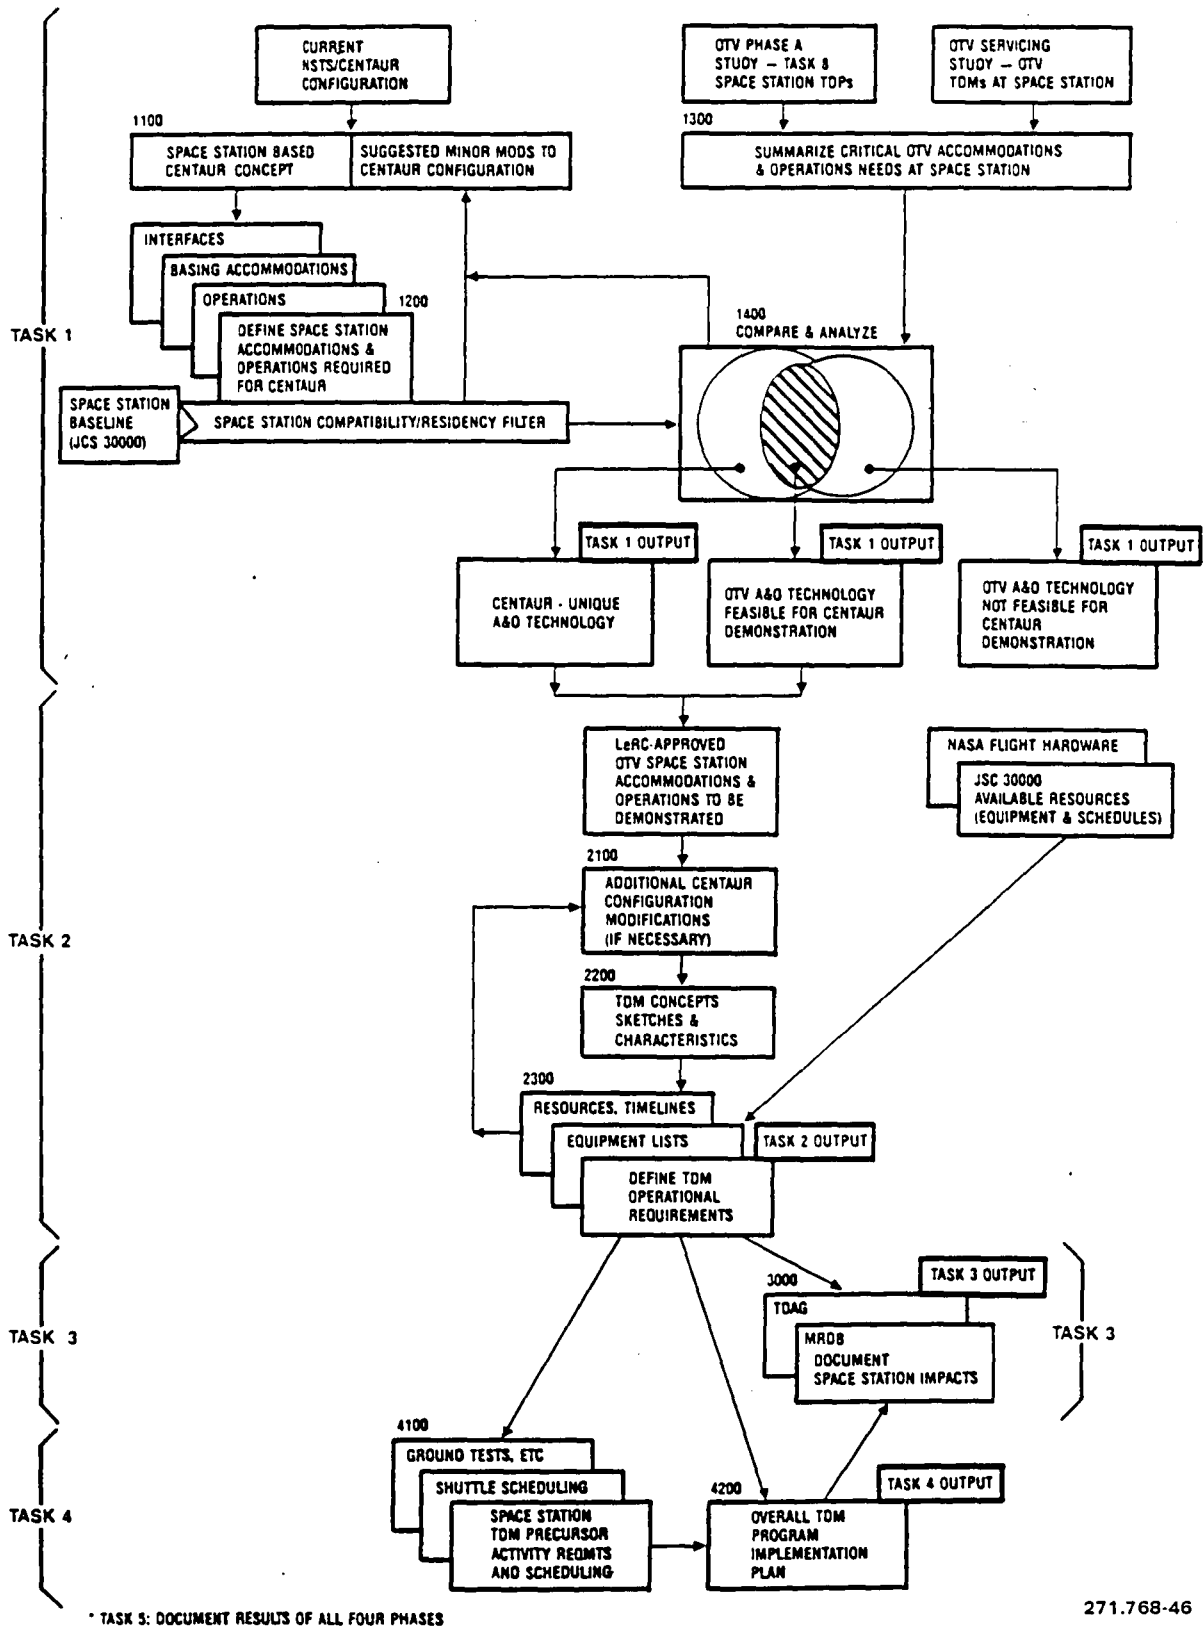 CURRENT
NSTS/CENTAUR
CONFIGURATION
OTV PHASE A
STUDY – TASK 8
SPACE STATION TDPs
OTV SERVICING
STUDY – OTV
TDMs AT SPACE STATION
1100
SPACE STATION BASED
CENTAUR CONCEPT
SUGGESTED MINOR MODS TO
CENTAUR CONFIGURATION
1300
SUMMARIZE CRITICAL OTV ACCOMMODATIONS
& OPERATIONS NEEDS AT SPACE STATION
INTERFACES
BASING ACCOMMODATIONS
OPERATIONS
1200
DEFINE SPACE STATION
ACCOMMODATIONS &
OPERATIONS REQUIRED
FOR CENTAUR
TASK 1
1400
COMPARE & ANALYZE
SPACE STATION
BASELINE
(JCS 30000)
SPACE STATION COMPATIBILITY/RESIDENCY FILTER
TASK 1 OUTPUT
TASK 1 OUTPUT
TASK 1 OUTPUT
CENTAUR - UNIQUE
A&O TECHNOLOGY
OTV A&O TECHNOLOGY
FEASIBLE FOR CENTAUR
DEMONSTRATION
OTV A&O TECHNOLOGY
NOT FEASIBLE FOR
CENTAUR
DEMONSTRATION
LeRC-APPROVED
OTV SPACE STATION
ACCOMMODATIONS &
OPERATIONS TO BE
DEMONSTRATED
NASA FLIGHT HARDWARE
JSC 30000
AVAILABLE RESOURCES
(EQUIPMENT & SCHEDULES)
2100
ADDITIONAL CENTAUR
CONFIGURATION
MODIFICATIONS
(IF NECESSARY)
TASK 2
2200
TDM CONCEPTS
SKETCHES &
CHARACTERISTICS
2300
RESOURCES, TIMELINES
EQUIPMENT LISTS
TASK 2 OUTPUT
DEFINE TDM
OPERATIONAL
REQUIREMENTS
TASK 3
3000
TASK 3 OUTPUT
TDAG
MRDB
DOCUMENT
SPACE STATION IMPACTS
TASK 3
4100
GROUND TESTS, ETC
SHUTTLE SCHEDULING
SPACE STATION
TDM PRECURSOR
ACTIVITY REQMTS
AND SCHEDULING
TASK 4
4200
TASK 4 OUTPUT
OVERALL TDM
PROGRAM
IMPLEMENTATION
PLAN
* TASK 5: DOCUMENT RESULTS OF ALL FOUR PHASES
271.768-46